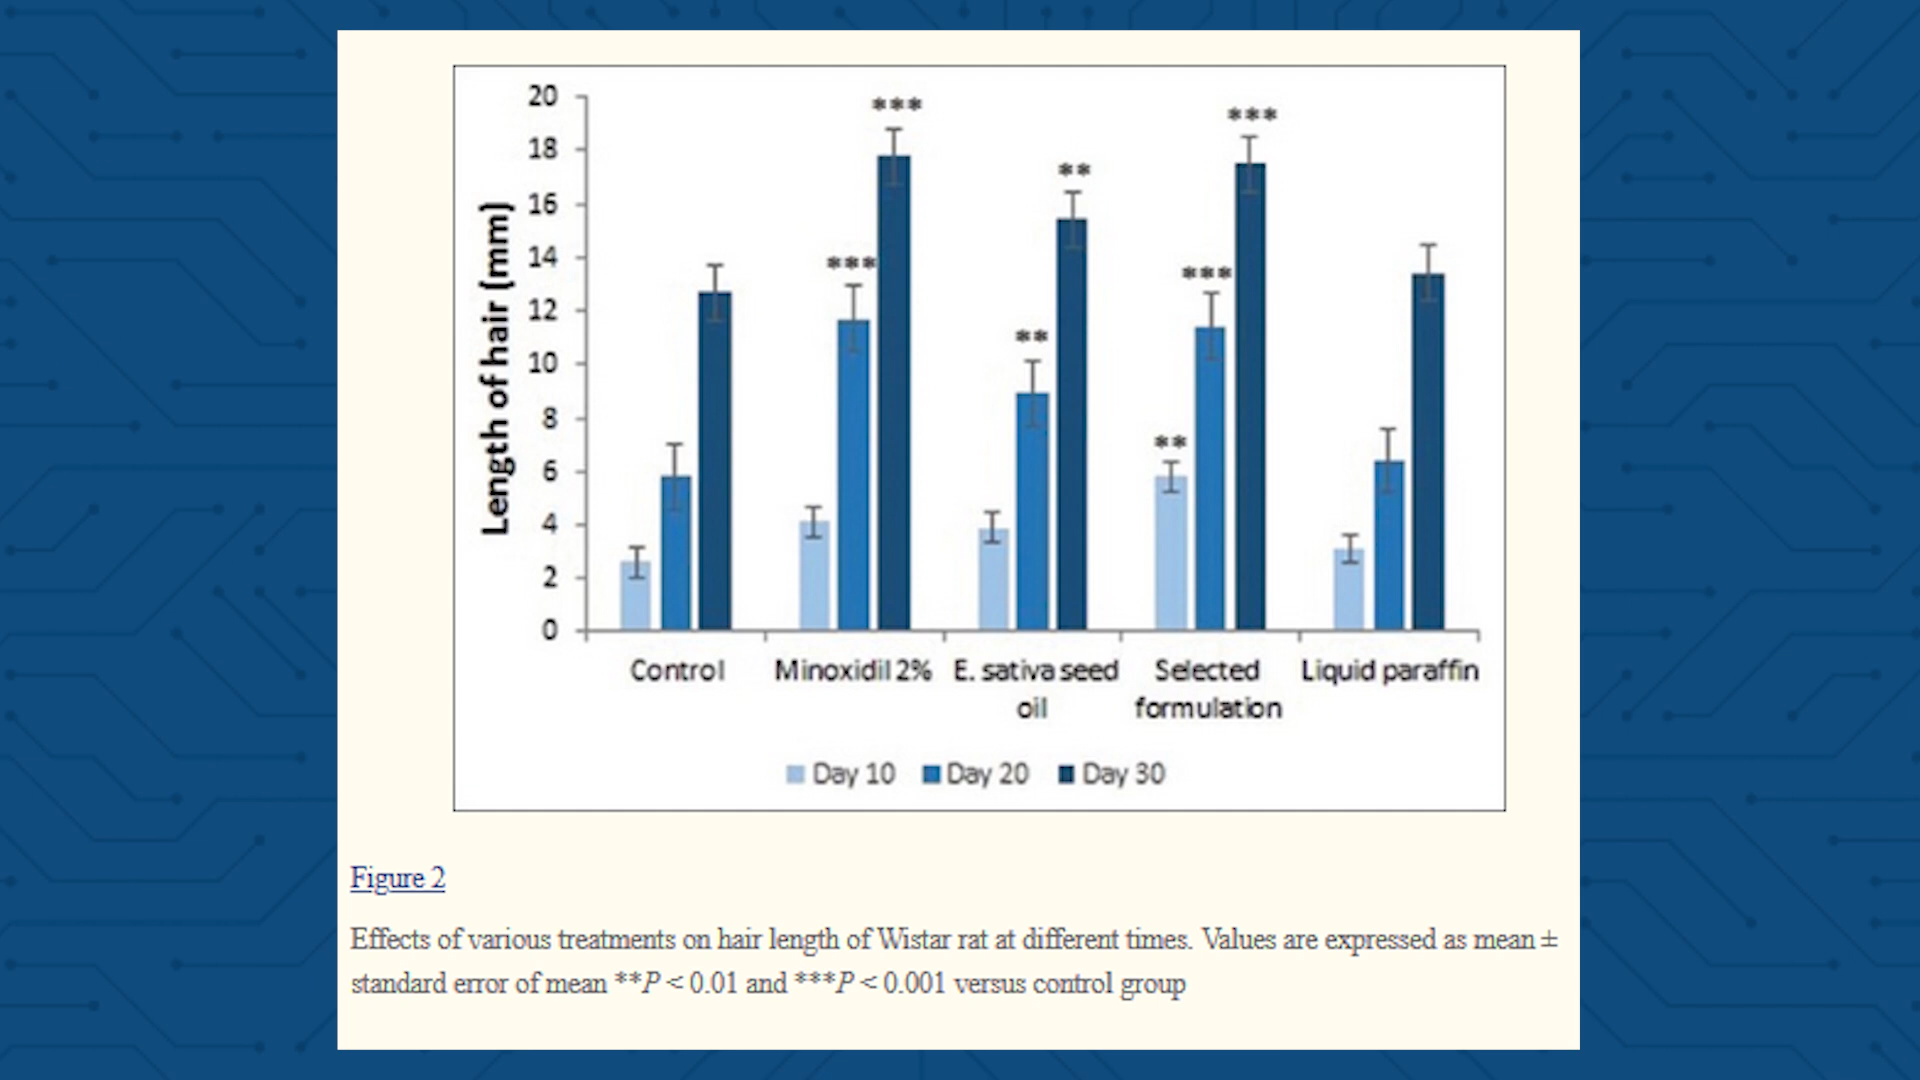 20
***
***
18
**
16
14
***
***
12
**
10
8
**
6
4
2
0
Length of hair (mm)
Control
Minoxidil 2%
E. sativa seed
oil
Selected
formulation
Liquid paraffin
Day 10 Day 20 Day 30
Figure 2
Effects of various treatments on hair length of Wistar rat at different times. Values are expressed as mean ±
standard error of mean **P < 0.01 and ***P < 0.001 versus control group